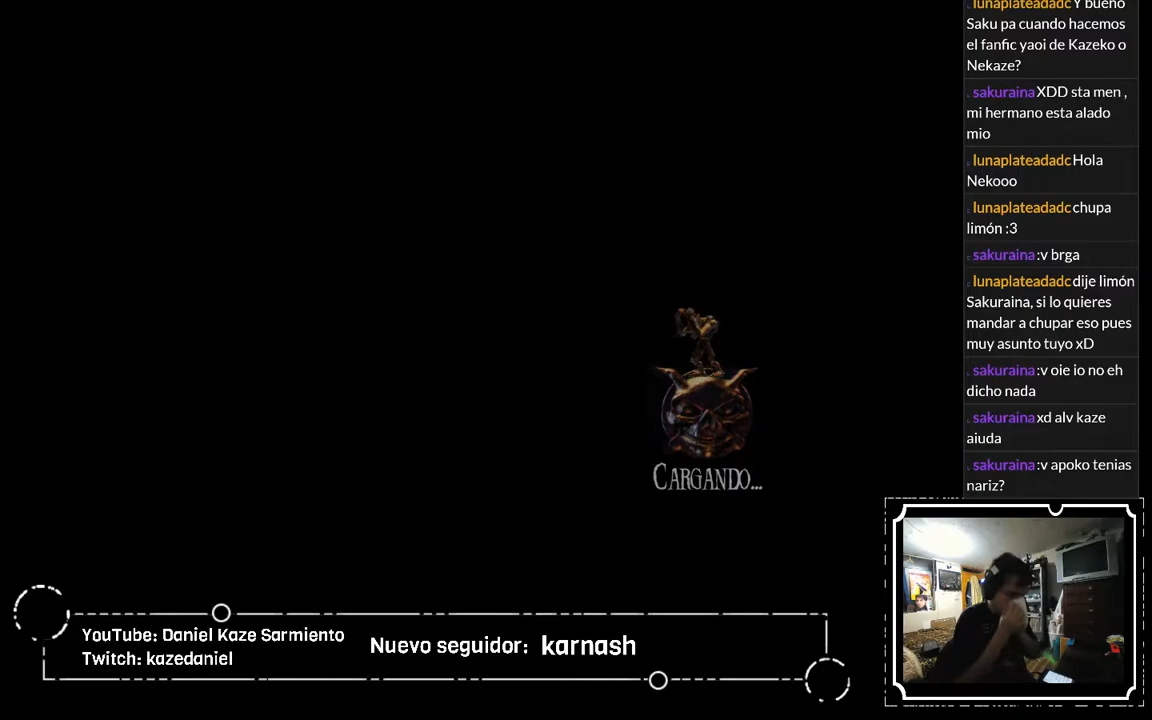 lunaplateadadc Y bueno
Saku pa cuando hacemos
el fanfic yaoi de Kazeko o
Nekaze?
sakuraina XDD sta men ,
mi hermano esta alado
mio
lunaplateadadc Hola
Nekooo
lunaplateadadc chupa
limón :3
sakuraina :v brga
lunaplateadadc dije limón
Sakuraina, si lo quieres
mandar a chupar eso pues
muy asunto tuyo xD
sakuraina :v oie io no eh
dicho nada
sakuraina xd alv kaze
aiuda
sakuraina :v apoko tenias
nariz?
CARGANDO...
YouTube: Daniel Kaze Sarmiento
Twitch: kazedaniel
Nuevo seguidor: karnash